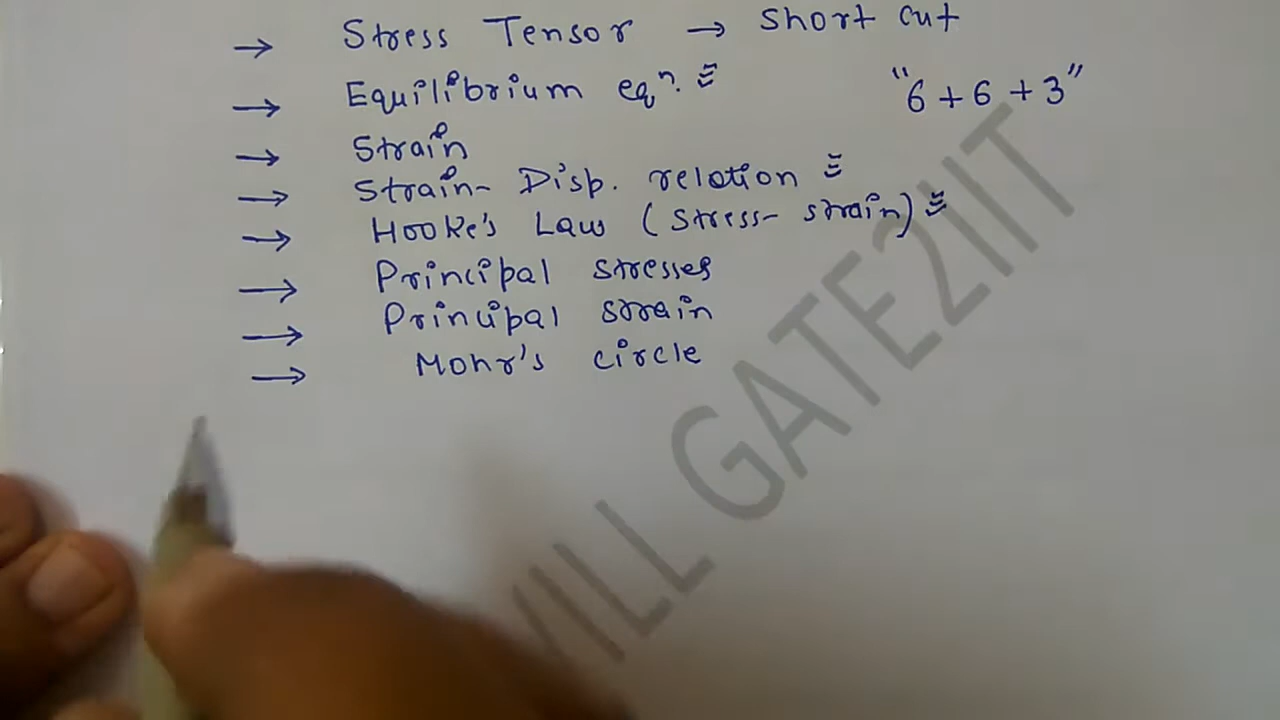 → Stress Tensor → short cut
→ Equilibrium eqⁿ.
"6 + 6 + 3"
→ Strain
→ Strain- Disp. relation
→ Hooke's Law (stress- strain)
→ Principal stresses
→ Principal strain
→ Mohr's circle
ILL GATE2IIT